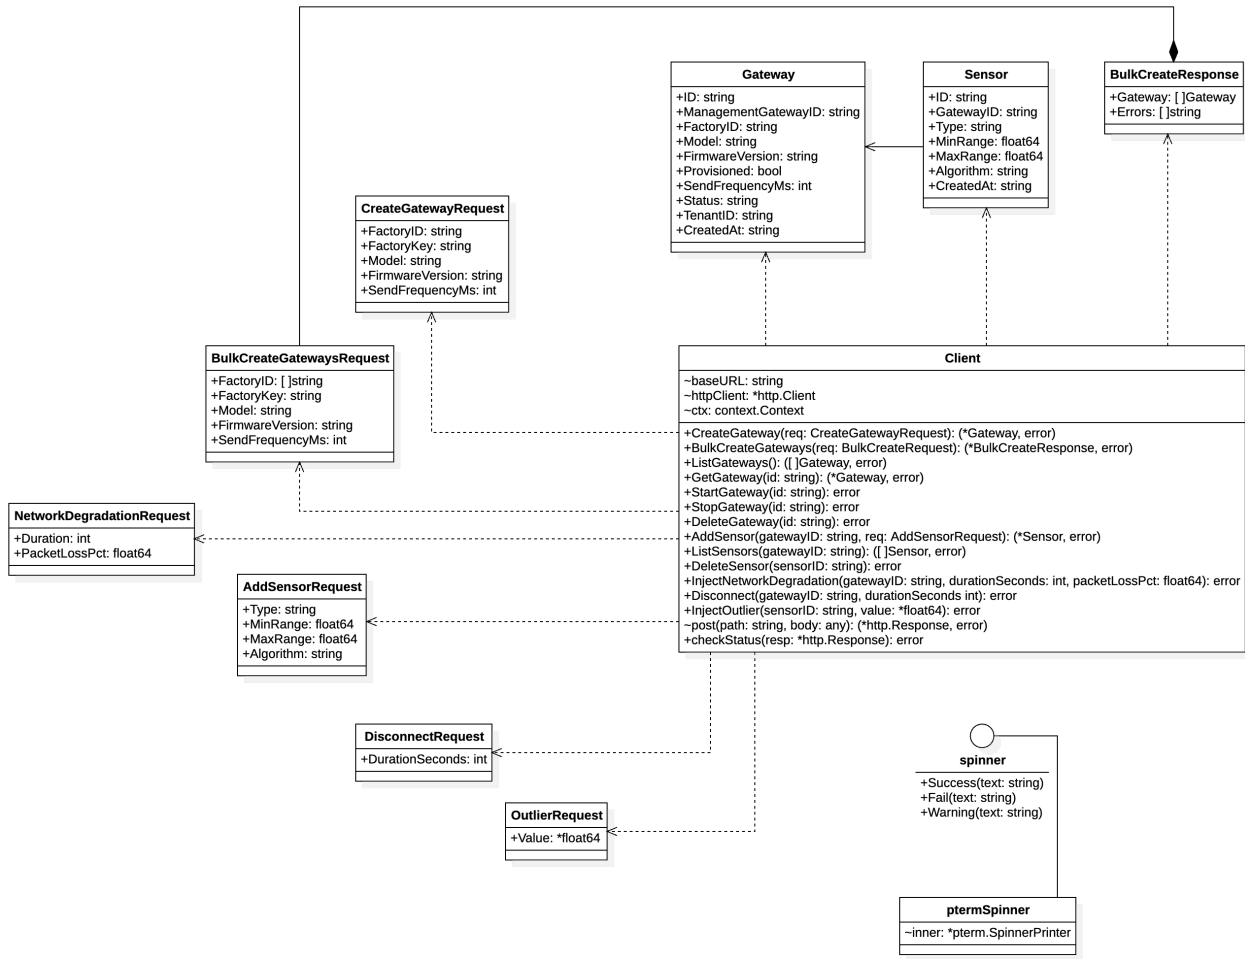 Gateway
+ID: string
+ManagementGatewayID: string
+FactoryID: string
+Model: string
+FirmwareVersion: string
+Provisioned: bool
+SendFrequencyMs: int
+Status: string
+TenantID: string
+CreatedAt: string
Sensor
+ID: string
+GatewayID: string
+Type: string
+MinRange: float64
+MaxRange: float64
+Algorithm: string
+CreatedAt: string
BulkCreateResponse
+Gateway: [ ]Gateway
+Errors: [ ]string
CreateGatewayRequest
+FactoryID: string
+FactoryKey: string
+Model: string
+FirmwareVersion: string
+SendFrequencyMs: int
BulkCreateGatewaysRequest
+FactoryID: [ ]string
+FactoryKey: string
+Model: string
+FirmwareVersion: string
+SendFrequencyMs: int
Client
~baseURL: string
~httpClient: *http.Client
~ctx: context.Context
+CreateGateway(req: CreateGatewayRequest): (*Gateway, error)
+BulkCreateGateways(req: BulkCreateRequest): (*BulkCreateResponse, error)
+ListGateways(): ([ ]Gateway, error)
+GetGateway(id: string): (*Gateway, error)
+StartGateway(id: string): error
+StopGateway(id: string): error
+DeleteGateway(id: string): error
+AddSensor(gatewayID: string, req: AddSensorRequest): (*Sensor, error)
+ListSensors(gatewayID: string): ([ ]Sensor, error)
+DeleteSensor(sensorID: string): error
+InjectNetworkDegradation(gatewayID: string, durationSeconds: int, packetLossPct: float64): error
+Disconnect(gatewayID: string, durationSeconds int): error
+InjectOutlier(sensorID: string, value: *float64): error
~post(path: string, body: any): (*http.Response, error)
+checkStatus(resp: *http.Response): error
NetworkDegradationRequest
+Duration: int
+PacketLossPct: float64
AddSensorRequest
+Type: string
+MinRange: float64
+MaxRange: float64
+Algorithm: string
DisconnectRequest
+DurationSeconds: int
OutlierRequest
+Value: *float64
spinner
+Success(text: string)
+Fail(text: string)
+Warning(text: string)
ptermSpinner
~inner: *pterm.SpinnerPrinter